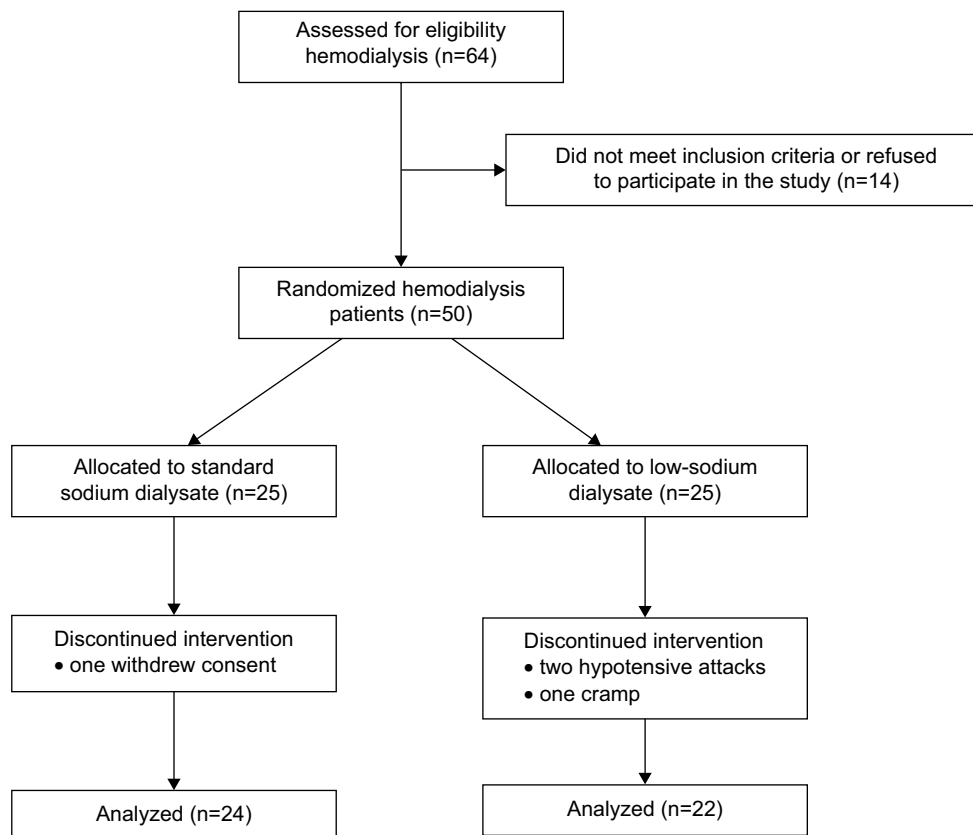 Assessed for eligibility
hemodialysis (n=64)
Did not meet inclusion criteria or refused
to participate in the study (n=14)
Randomized hemodialysis
patients (n=50)
Allocated to standard
sodium dialysate (n=25)
Allocated to low-sodium
dialysate (n=25)
Discontinued intervention
• one withdrew consent
Discontinued intervention
• two hypotensive attacks
• one cramp
Analyzed (n=24)
Analyzed (n=22)